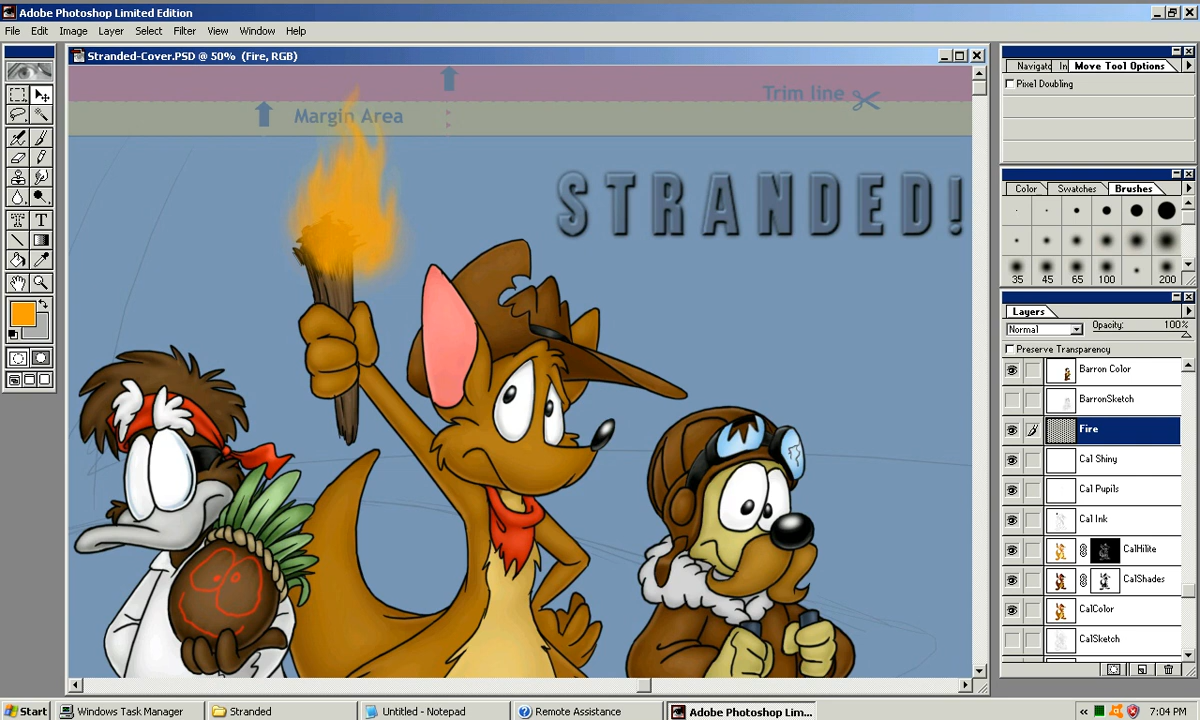 Adobe Photoshop Limited Edition
File Edit Image Layer Select Filter View Window Help
Stranded-Cover.PSD @ 50% (Fire, RGB)
Trim line
Margin Area
STRANDED!
Navigato In Move Tool Options
Pixel Doubling
Color Swatches Brushes
35 45 65 100 200
Layers
Normal Opacity: 100%
Preserve Transparency
Barron Color
BarronSketch
Fire
Cal Shiny
Cal Pupils
Cal Ink
CalHilite
CalShades
CalColor
CalSketch
Start Windows Task Manager Stranded Untitled - Notepad Remote Assistance Adobe Photoshop Lim... 7:04 PM